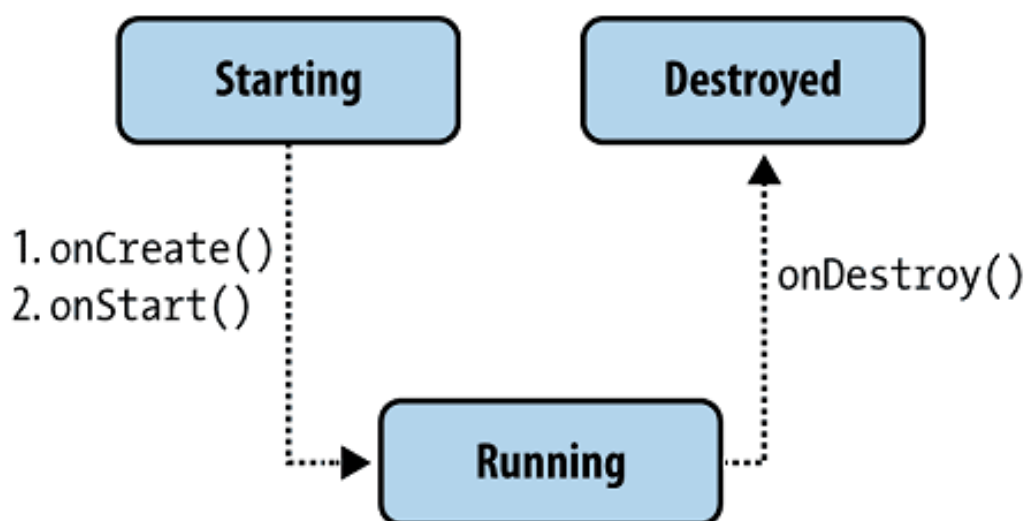 Starting
Destroyed
1. onCreate()
2. onStart()
onDestroy()
Running